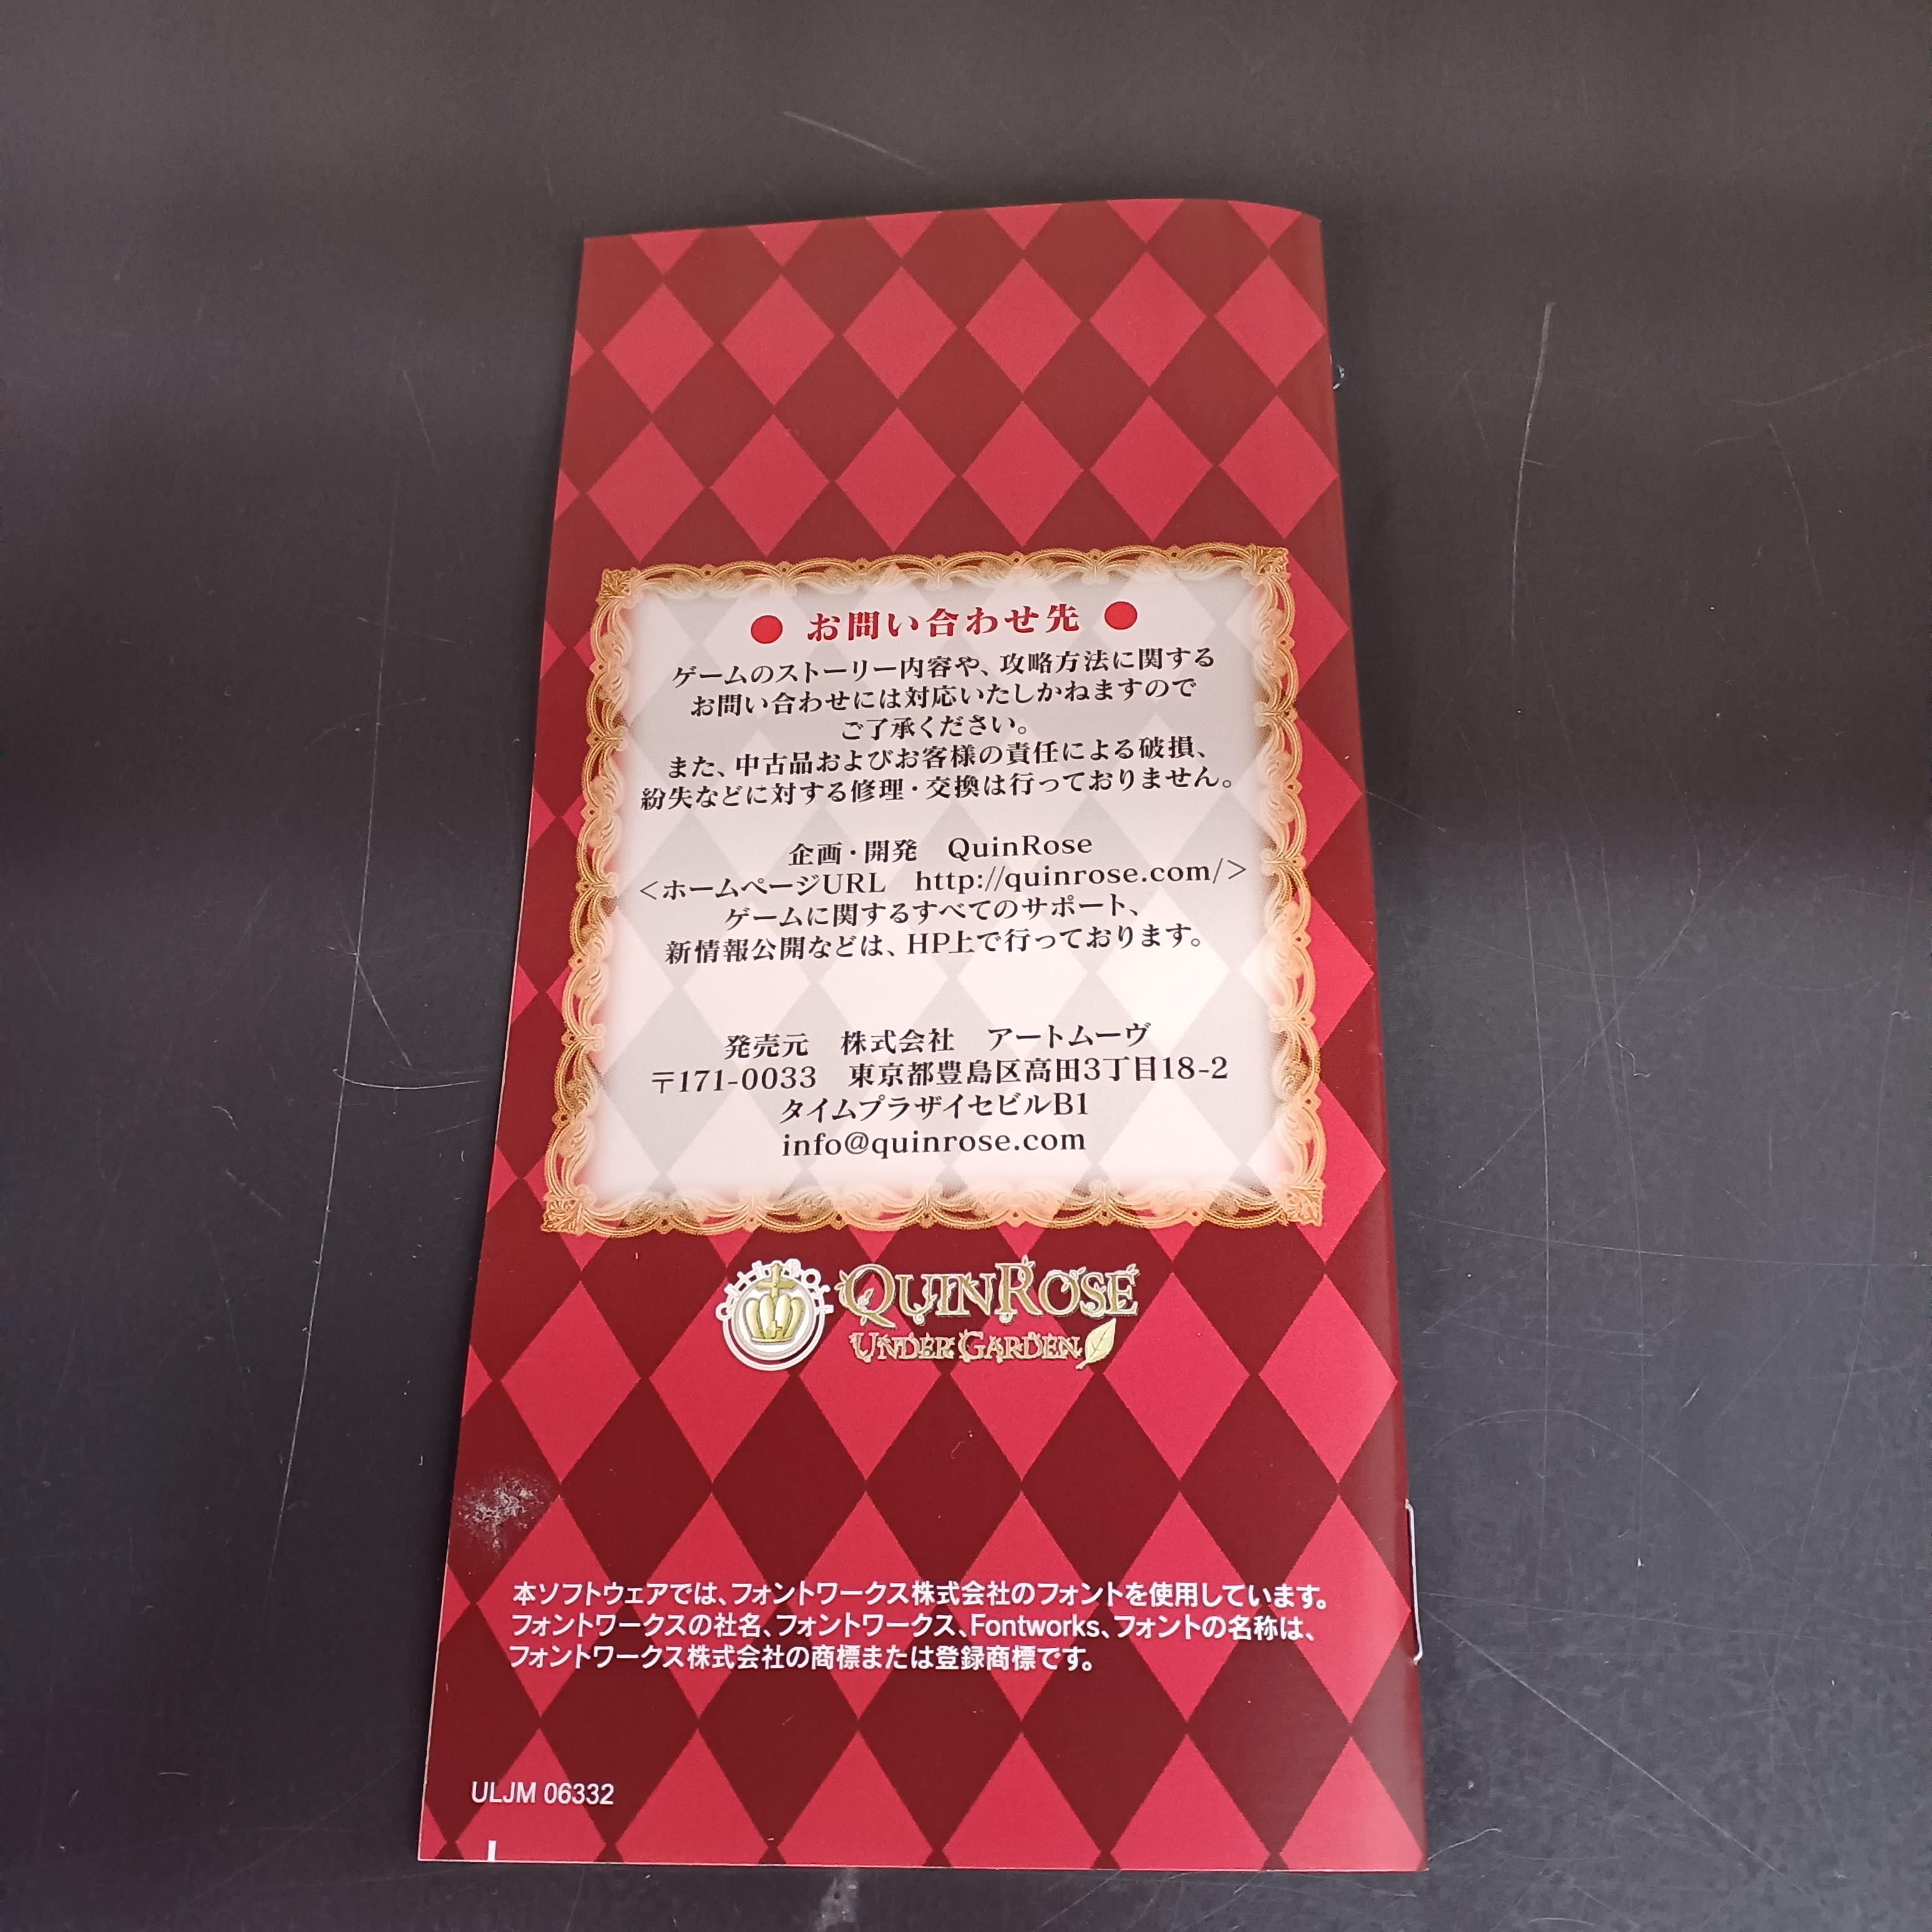 ● お問い合わせ先 ●
ゲームのストーリー内容や、攻略方法に関する
お問い合わせには対応いたしかねますので
ご了承ください。
また、中古品およびお客様の責任による破損、
紛失などに対する修理・交換は行っておりません。
企画・開発　QuinRose
＜ホームページURL　http://quinrose.com/＞
ゲームに関するすべてのサポート、
新情報公開などは、HP上で行っております。
発売元　株式会社　アートムーヴ
〒171-0033　東京都豊島区高田3丁目18-2
タイムプラザイセビルB1
info@quinrose.com
QUINROSE
UNDER GARDEN
本ソフトウェアでは、フォントワークス株式会社のフォントを使用しています。
フォントワークスの社名、フォントワークス、Fontworks、フォントの名称は、
フォントワークス株式会社の商標または登録商標です。
ULJM 06332